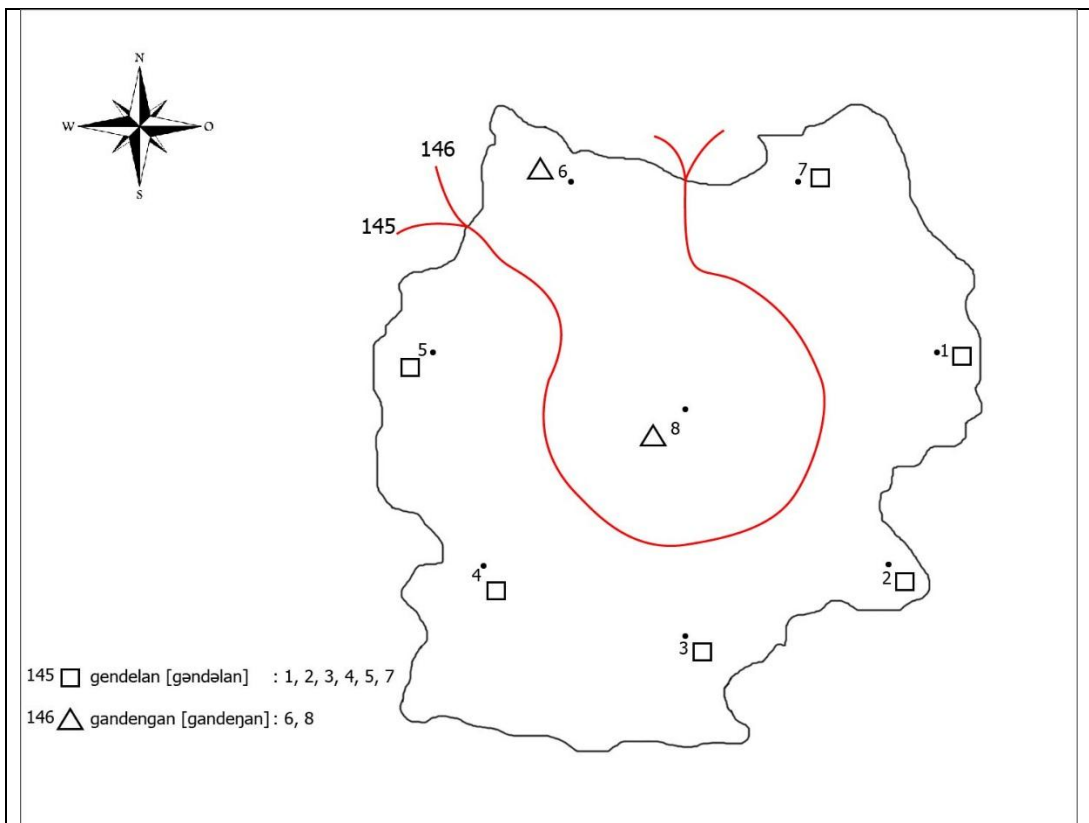 N
W
O
S
146
145
6
7
5
1
8
4
2
3
145 gendelan [gəndəlan] : 1, 2, 3, 4, 5, 7
146 gandengan [gandeŋan] : 6, 8